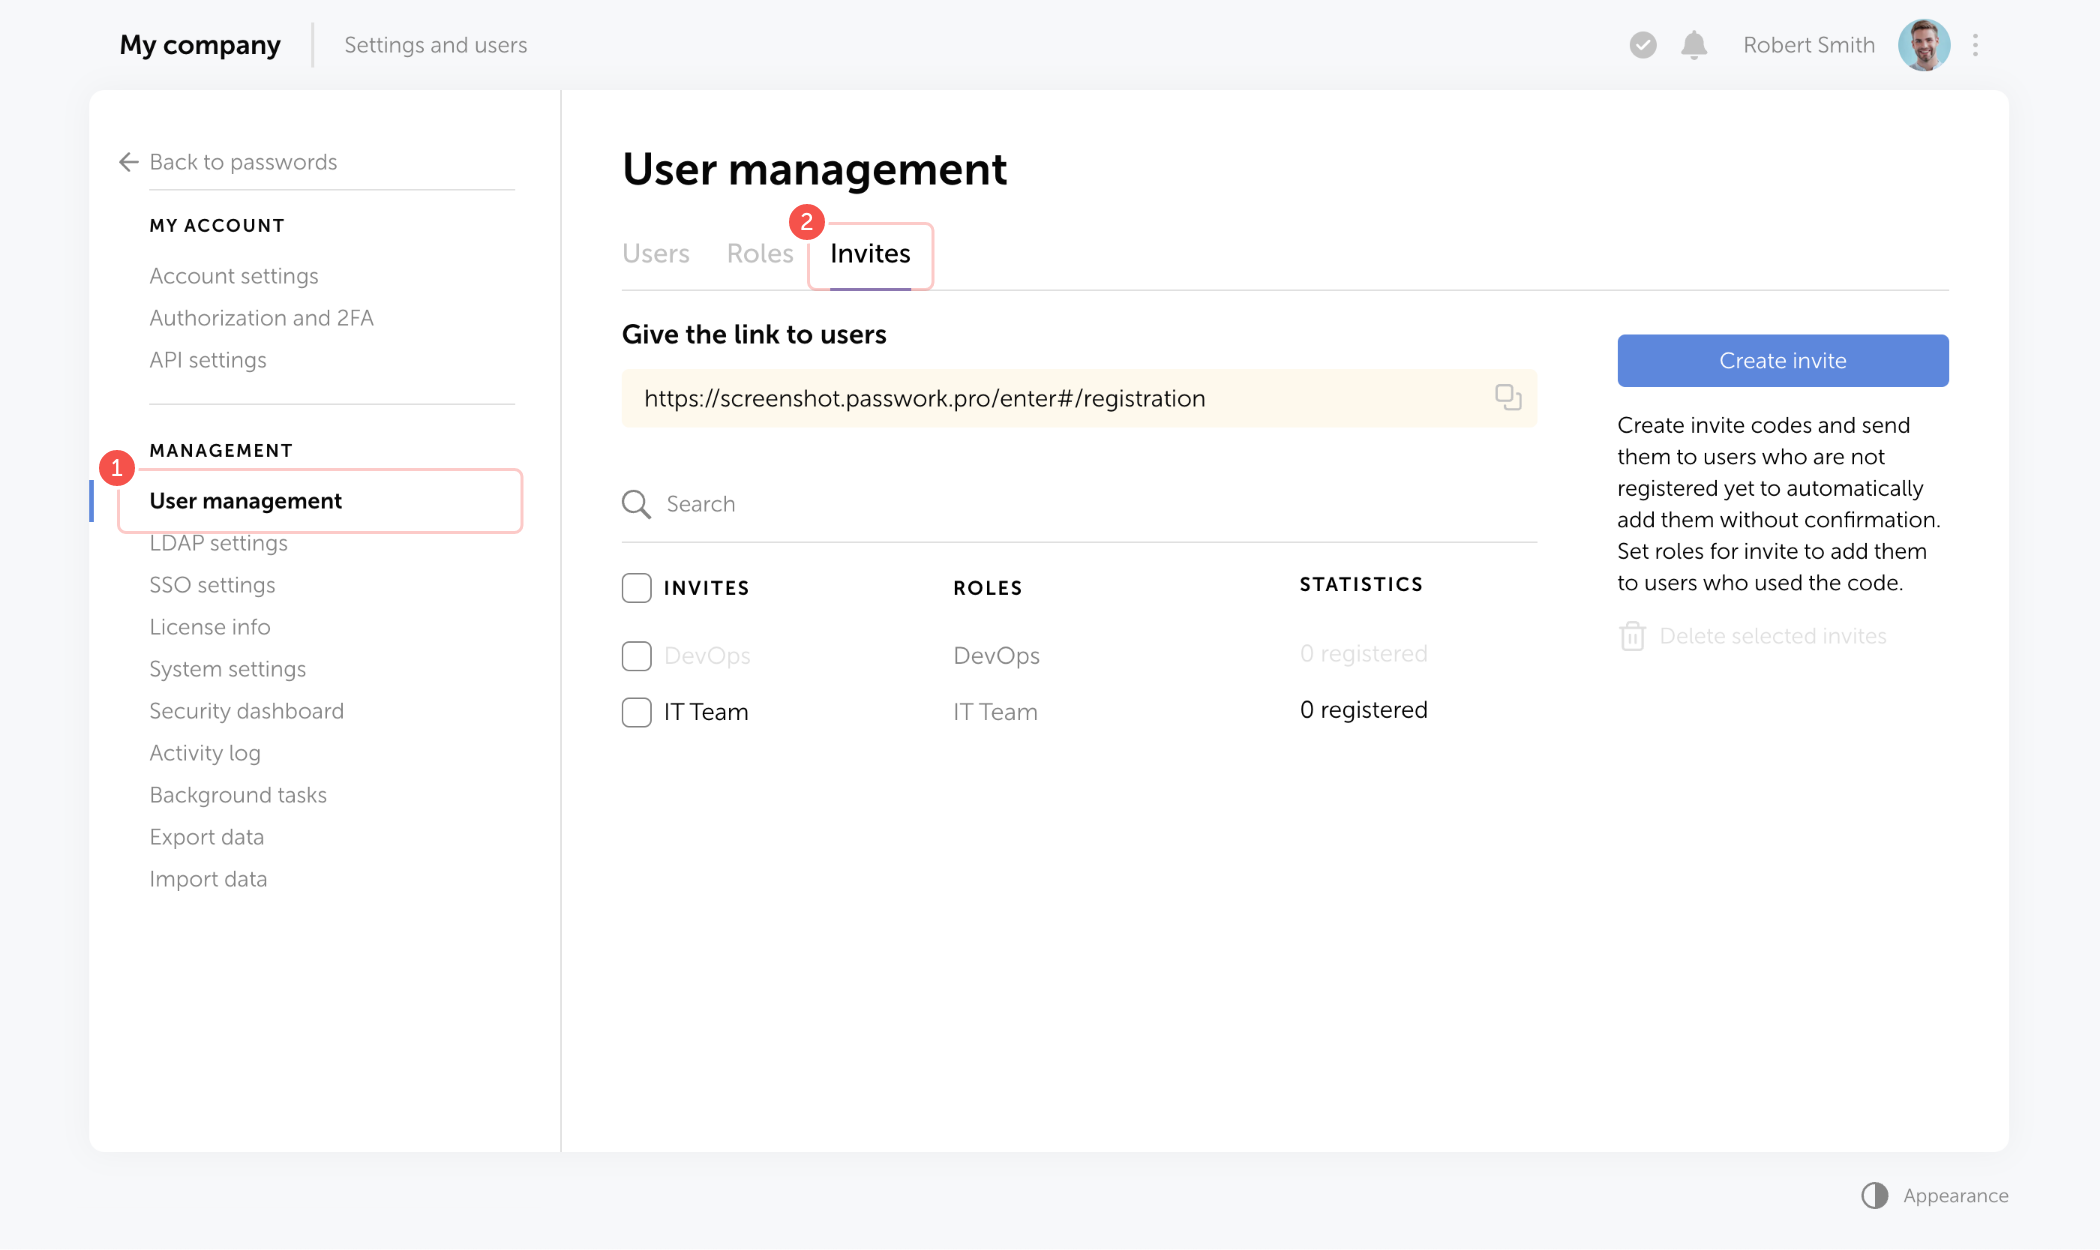 My company
Settings and users
Robert Smith
Back to passwords
MY ACCOUNT
Account settings
Authorization and 2FA
API settings
MANAGEMENT
1
User management
LDAP settings
SSO settings
License info
System settings
Security dashboard
Activity log
Background tasks
Export data
Import data
User management
2
Users Roles Invites
Give the link to users
https://screenshot.passwork.pro/enter#/registration
Search
INVITES ROLES STATISTICS
DevOps DevOps 0 registered
IT Team IT Team 0 registered
Create invite
Create invite codes and send
them to users who are not
registered yet to automatically
add them without confirmation.
Set roles for invite to add them
to users who used the code.
Delete selected invites
Appearance